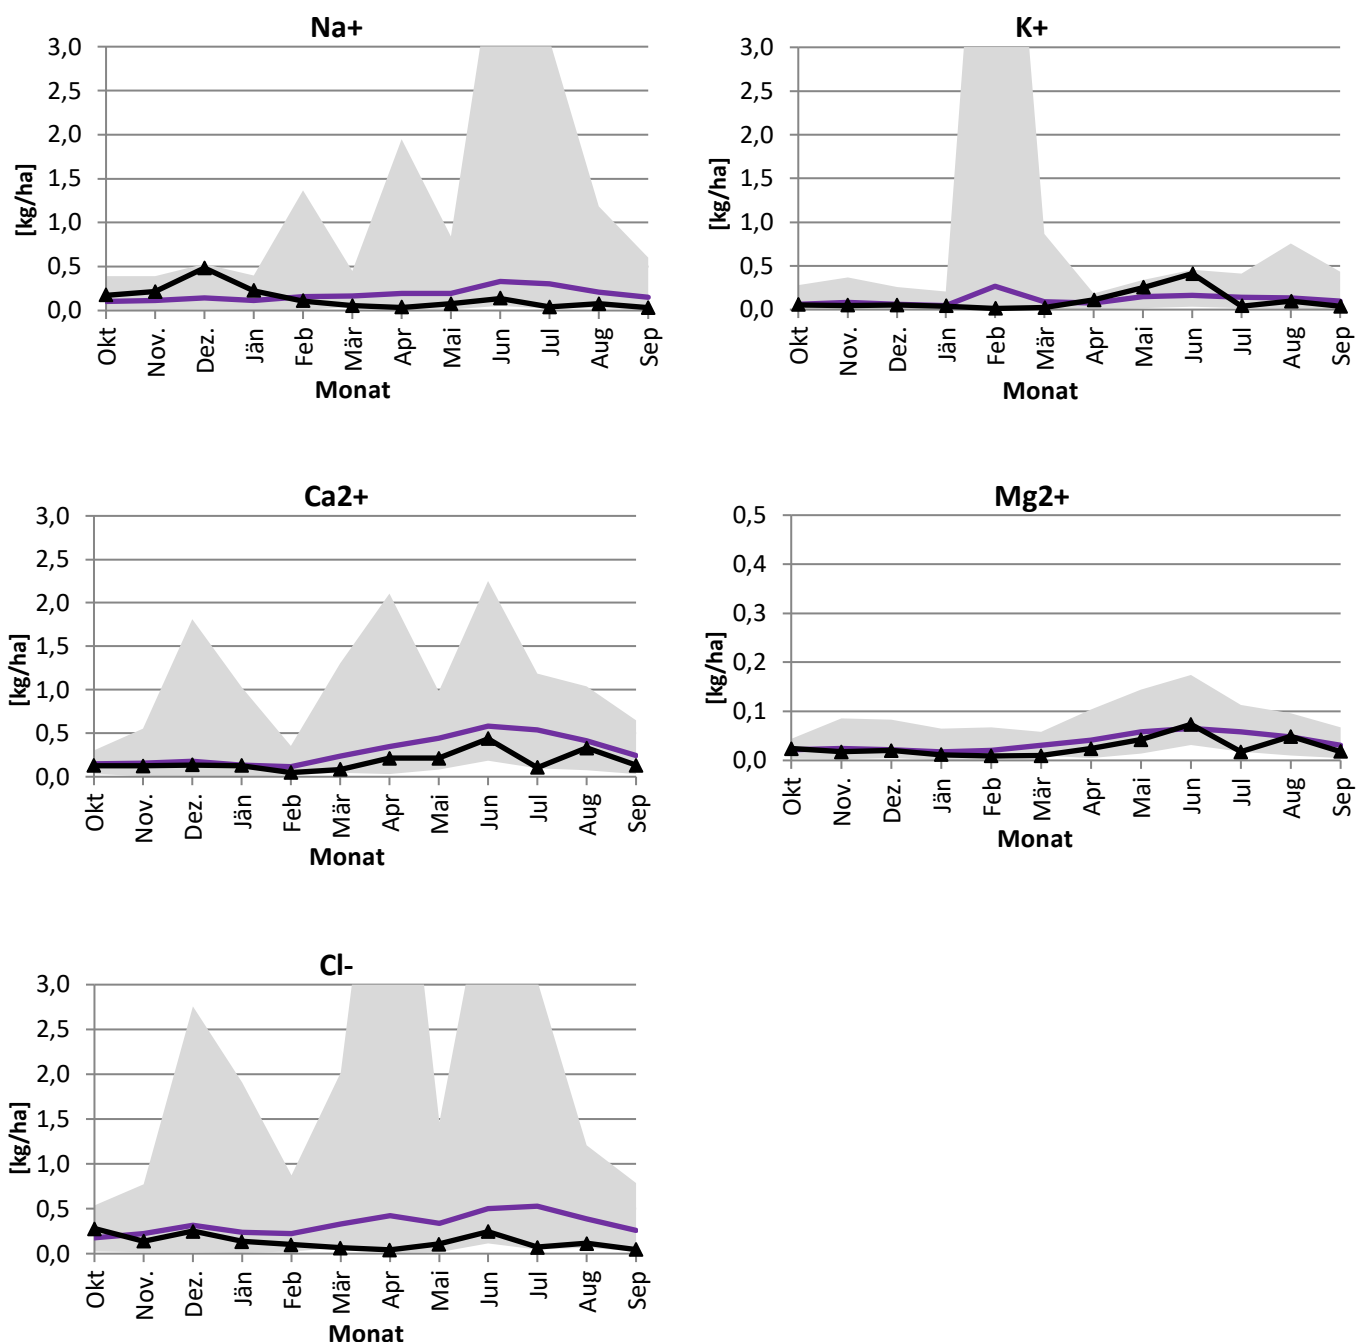 Na+
3,0
2,5
2,0
1,5
1,0
0,5
0,0
[kg/ha]
Okt Nov. Dez. Jän Feb Mär Apr Mai Jun Jul Aug Sep
Monat
K+
3,0
2,5
2,0
1,5
1,0
0,5
0,0
[kg/ha]
Okt Nov. Dez. Jän Feb Mär Apr Mai Jun Jul Aug Sep
Monat
Ca2+
3,0
2,5
2,0
1,5
1,0
0,5
0,0
[kg/ha]
Okt Nov. Dez. Jän Feb Mär Apr Mai Jun Jul Aug Sep
Monat
Mg2+
0,5
0,4
0,3
0,2
0,1
0,0
[kg/ha]
Okt Nov. Dez. Jän Feb Mär Apr Mai Jun Jul Aug Sep
Monat
Cl-
3,0
2,5
2,0
1,5
1,0
0,5
0,0
[kg/ha]
Okt Nov. Dez. Jän Feb Mär Apr Mai Jun Jul Aug Sep
Monat